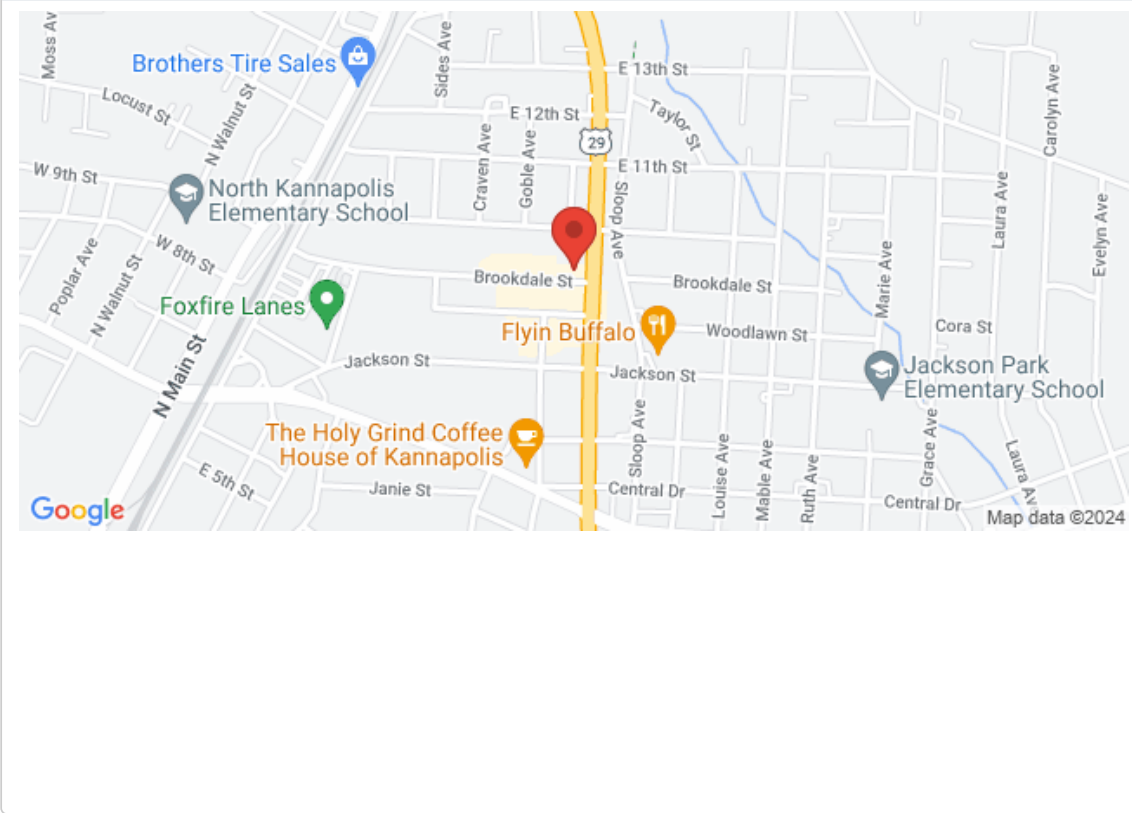 Moss Av
Brothers Tire Sales
Sides Ave
E 13th St
Carolyn Ave
Locust St
N Walnut St
E 12th St
Taylor St
29
Craven Ave
Goble Ave
E 11th St
W 9th St
North Kannapolis
Elementary School
Sloop Ave
Laura Ave
Evelyn Ave
Poplar Ave
W 8th St
N Walnut St
Brookdale St
Brookdale St
Marie Ave
Foxfire Lanes
Flyin Buffalo
Woodlawn St
Cora St
N Main St
Jackson St
Jackson St
Jackson Park
Elementary School
The Holy Grind Coffee
House of Kannapolis
Sloop Ave
Louise Ave
Mable Ave
Ruth Ave
Grace Ave
Laura Av
E 5th St
Janie St
Central Dr
Central Dr
Google
Map data ©2024